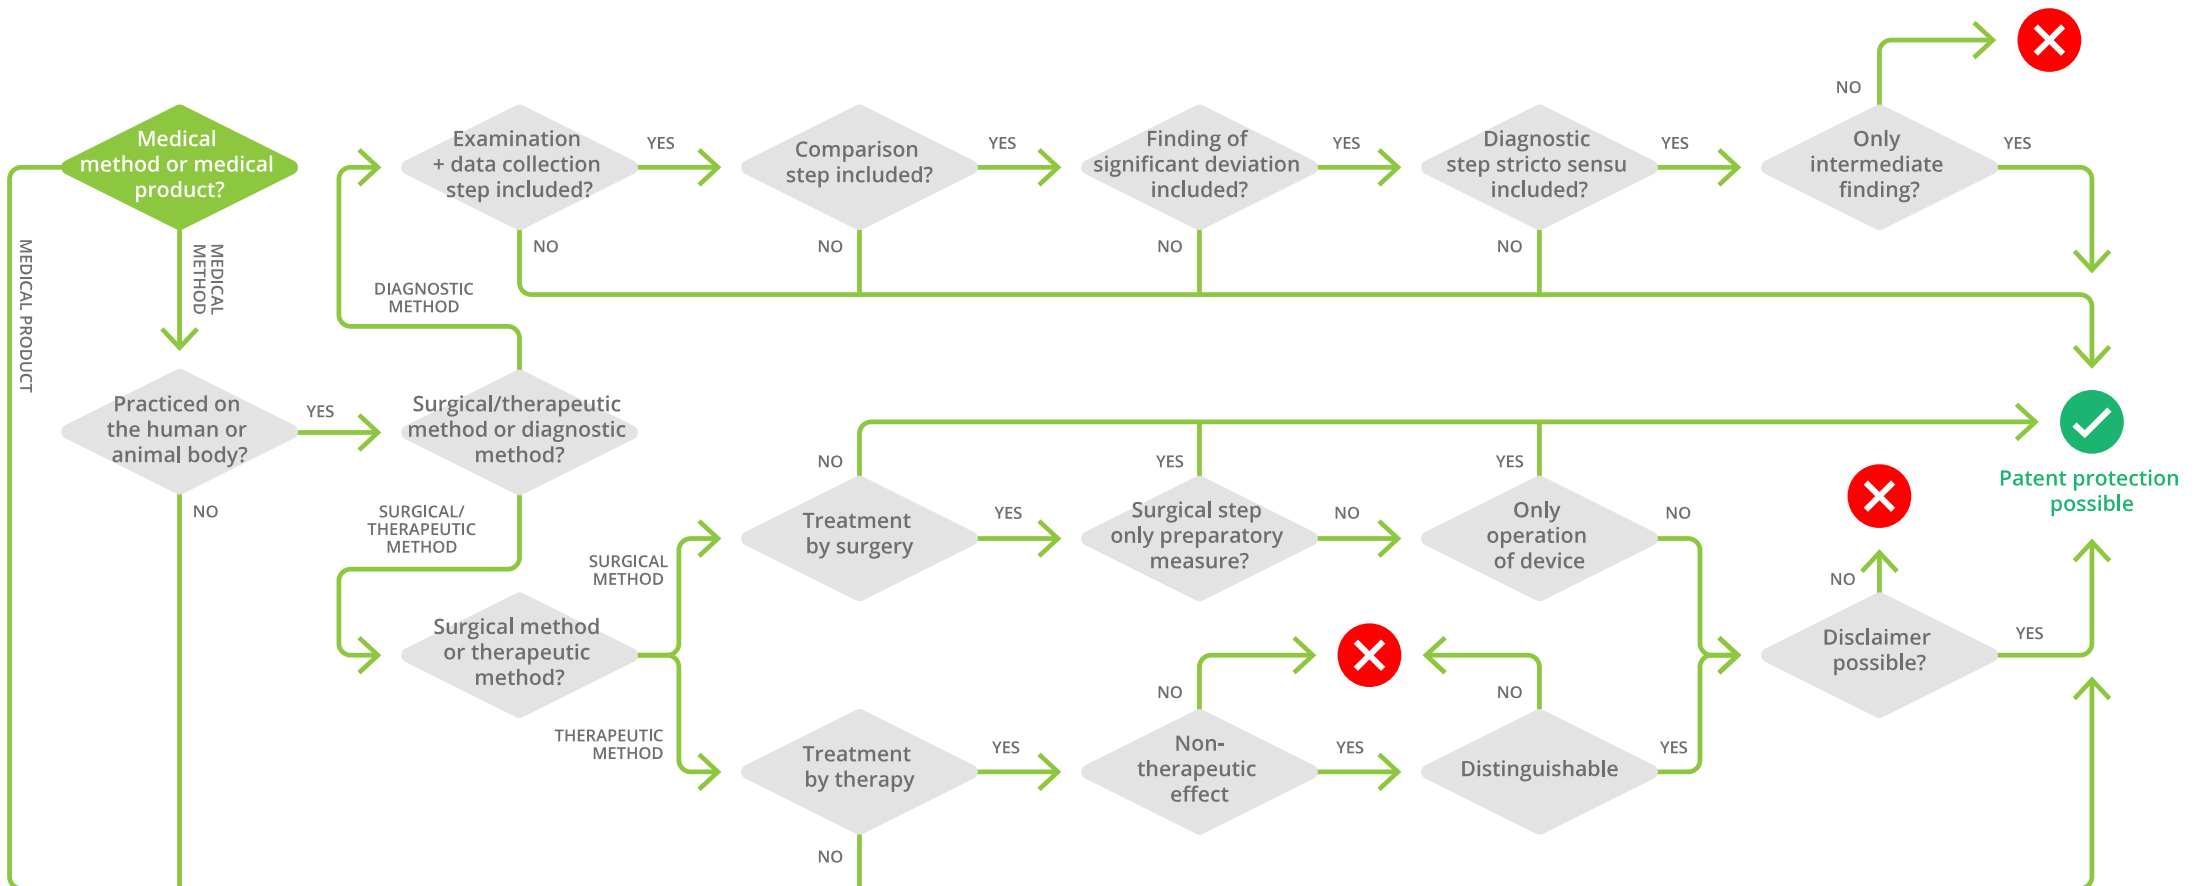 Medical
method or medical
product?
MEDICAL PRODUCT
MEDICAL
METHOD
Practiced on
the human or
animal body?
YES
NO
Surgical/therapeutic
method or diagnostic
method?
DIAGNOSTIC
METHOD
SURGICAL/
THERAPEUTIC
METHOD
Examination
+ data collection
step included?
YES
NO
Comparison
step included?
YES
NO
Finding of
significant deviation
included?
YES
NO
Diagnostic
step stricto sensu
included?
YES
NO
Only
intermediate
finding?
NO
YES
Surgical method
or therapeutic
method?
SURGICAL
METHOD
THERAPEUTIC
METHOD
Treatment
by surgery
NO
YES
Surgical step
only preparatory
measure?
YES
NO
Only
operation
of device
YES
NO
Treatment
by therapy
YES
NO
Non-
therapeutic
effect
NO
YES
Distinguishable
NO
YES
Disclaimer
possible?
NO
YES
Patent protection
possible